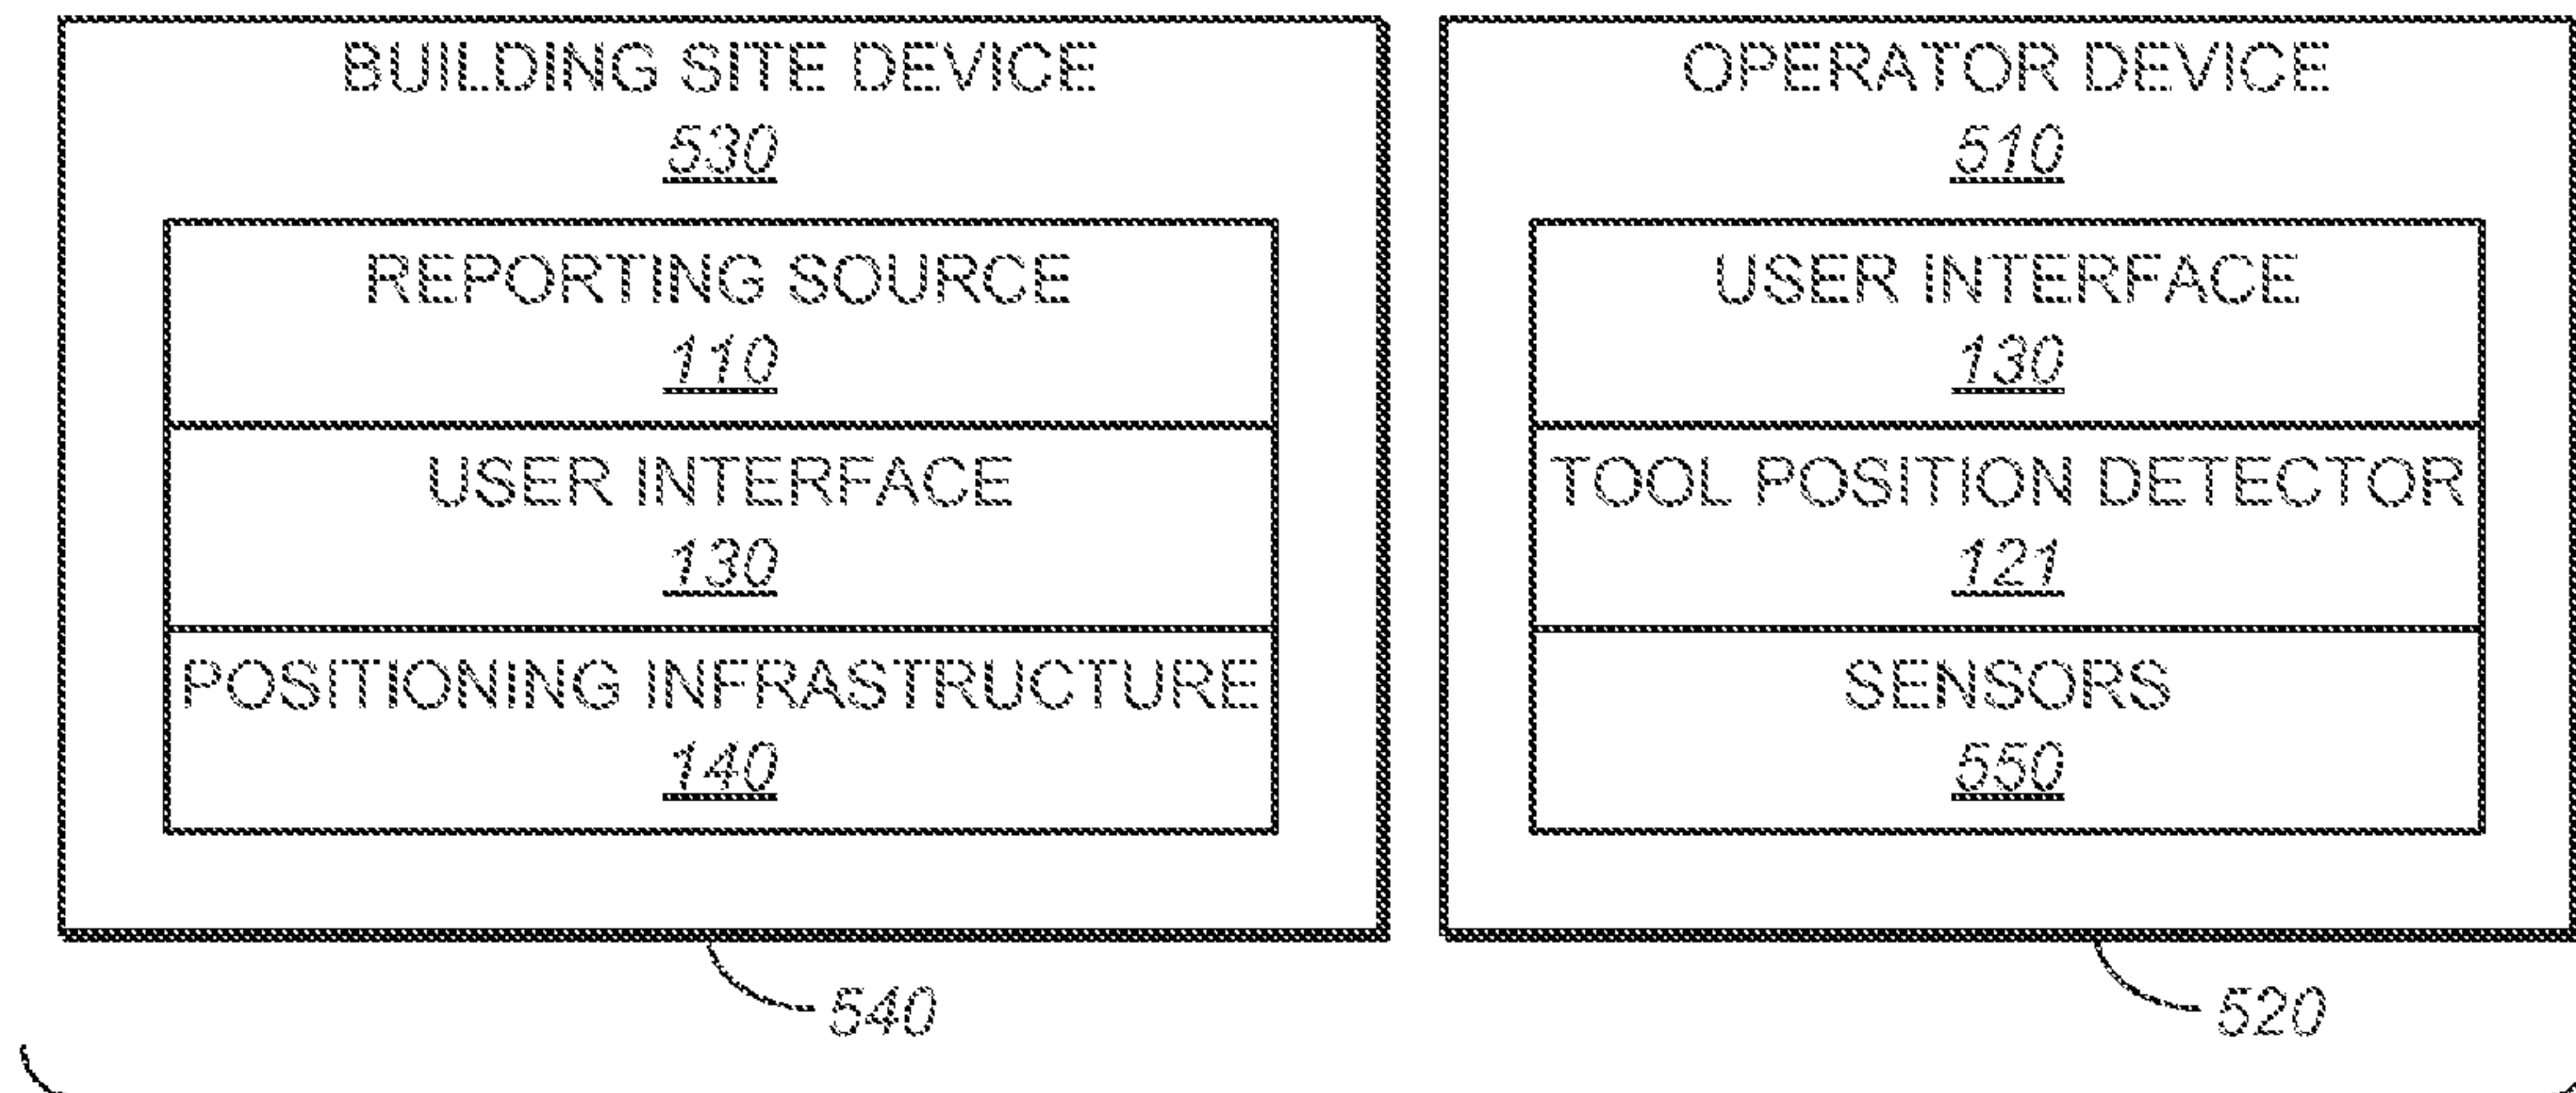 BUILDING SITE DEVICE
530
REPORTING SOURCE
110
USER INTERFACE
130
POSITIONING INFRASTRUCTURE
140
540
OPERATOR DEVICE
510
USER INTERFACE
130
TOOL POSITION DETECTOR
121
SENSORS
550
520